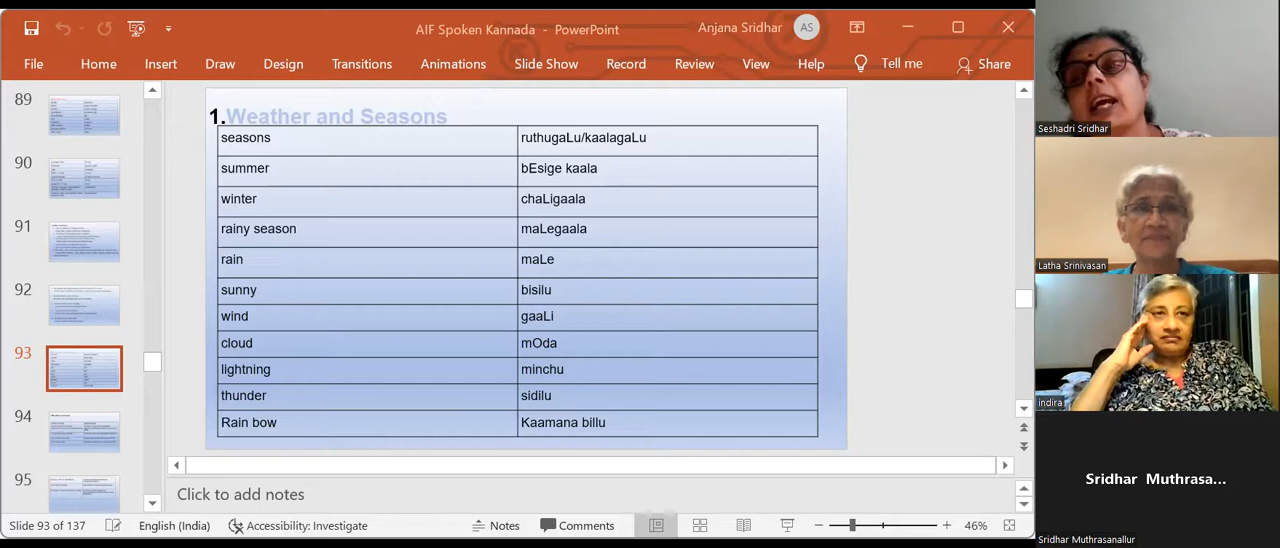 AIF Spoken Kannada - PowerPoint
Anjana Sridhar AS
File Home Insert Draw Design Transitions Animations Slide Show Record Review View Help Tell me Share
89
90
91
92
93
94
95
1.Weather and Seasons
seasons ruthugaLu/kaalagaLu
summer bEsige kaala
winter chaLigaala
rainy season maLegaala
rain maLe
sunny bisilu
wind gaaLi
cloud mOda
lightning minchu
thunder sidilu
Rain bow Kaamana billu
Click to add notes
Slide 93 of 137 English (India) Accessibility: Investigate Notes Comments 46%
Seshadri Sridhar
Latha Srinivasan
indira
Sridhar Muthrasa...
Sridhar Muthrasanallur